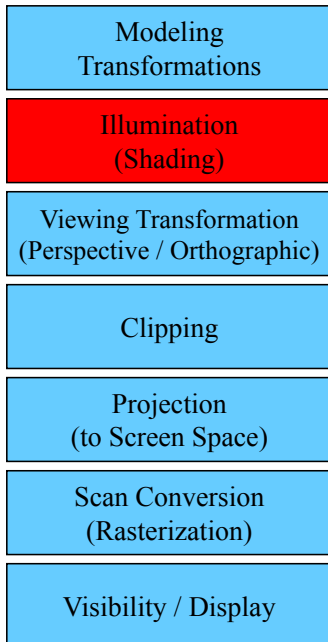 Modeling
Transformations
Illumination
(Shading)
Viewing Transformation
(Perspective / Orthographic)
Clipping
Projection
(to Screen Space)
Scan Conversion
(Rasterization)
Visibility / Display